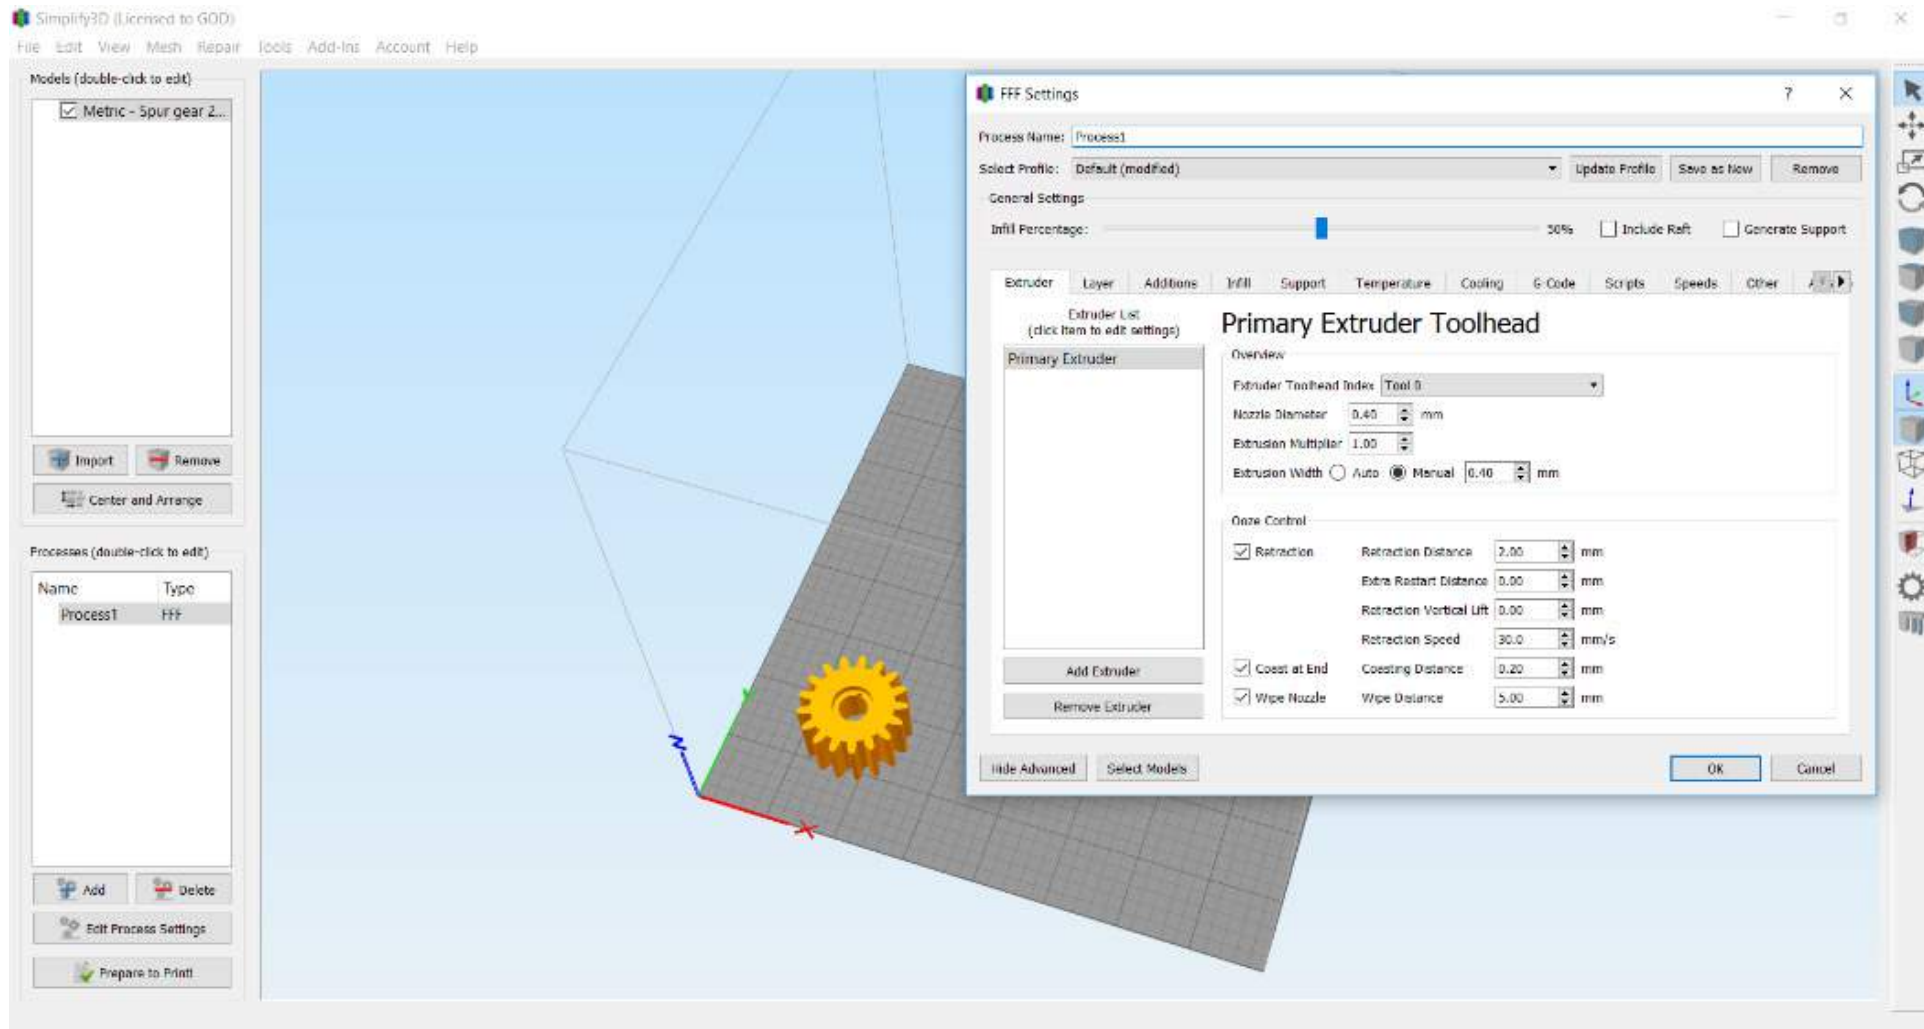 Simplify3D (Licensed to GOD)
File Edit View Mesh Repair Tools Add-Ins Account Help
Models (double-click to edit)
Metric - Spur gear 2...
Import Remove
Center and Arrange
Processes (double-click to edit)
Name Type
Process1 FFF
Add Delete
Edit Process Settings
Prepare to Print!
Z
Y
X
FFF Settings ?
Process Name: Process1
Select Profile: Default (modified) Update Profile Save as New Remove
General Settings
Infill Percentage: 50% Include Raft Generate Support
Extruder Layer Additions Infill Support Temperature Cooling G-Code Scripts Speeds Other
Extruder List
(click item to edit settings)
Primary Extruder
Add Extruder
Remove Extruder
Primary Extruder Toolhead
Overview
Extruder Toolhead Index Tool 0
Nozzle Diameter 0.40 mm
Extrusion Multiplier 1.00
Extrusion Width Auto Manual 0.40 mm
Ooze Control
Retraction Retraction Distance 2.00 mm
Extra Restart Distance 0.00 mm
Retraction Vertical Lift 0.00 mm
Retraction Speed 30.0 mm/s
Coast at End Coasting Distance 0.20 mm
Wipe Nozzle Wipe Distance 5.00 mm
Hide Advanced Select Models OK Cancel